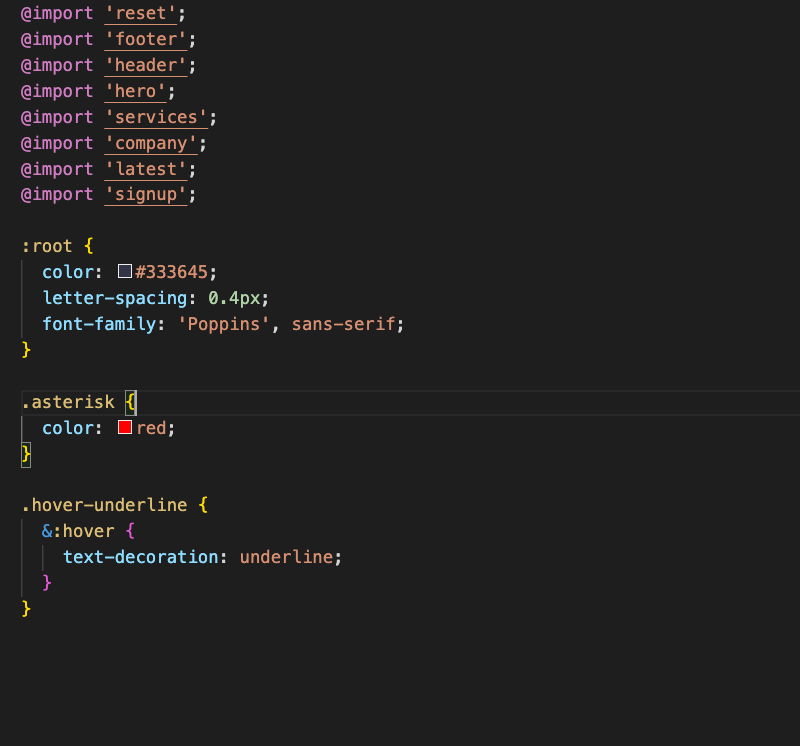 @import 'reset';
@import 'footer';
@import 'header';
@import 'hero';
@import 'services';
@import 'company';
@import 'latest';
@import 'signup';

:root {
  color: #333645;
  letter-spacing: 0.4px;
  font-family: 'Poppins', sans-serif;
}

.asterisk {
  color: red;
}

.hover-underline {
  &:hover {
    text-decoration: underline;
  }
}